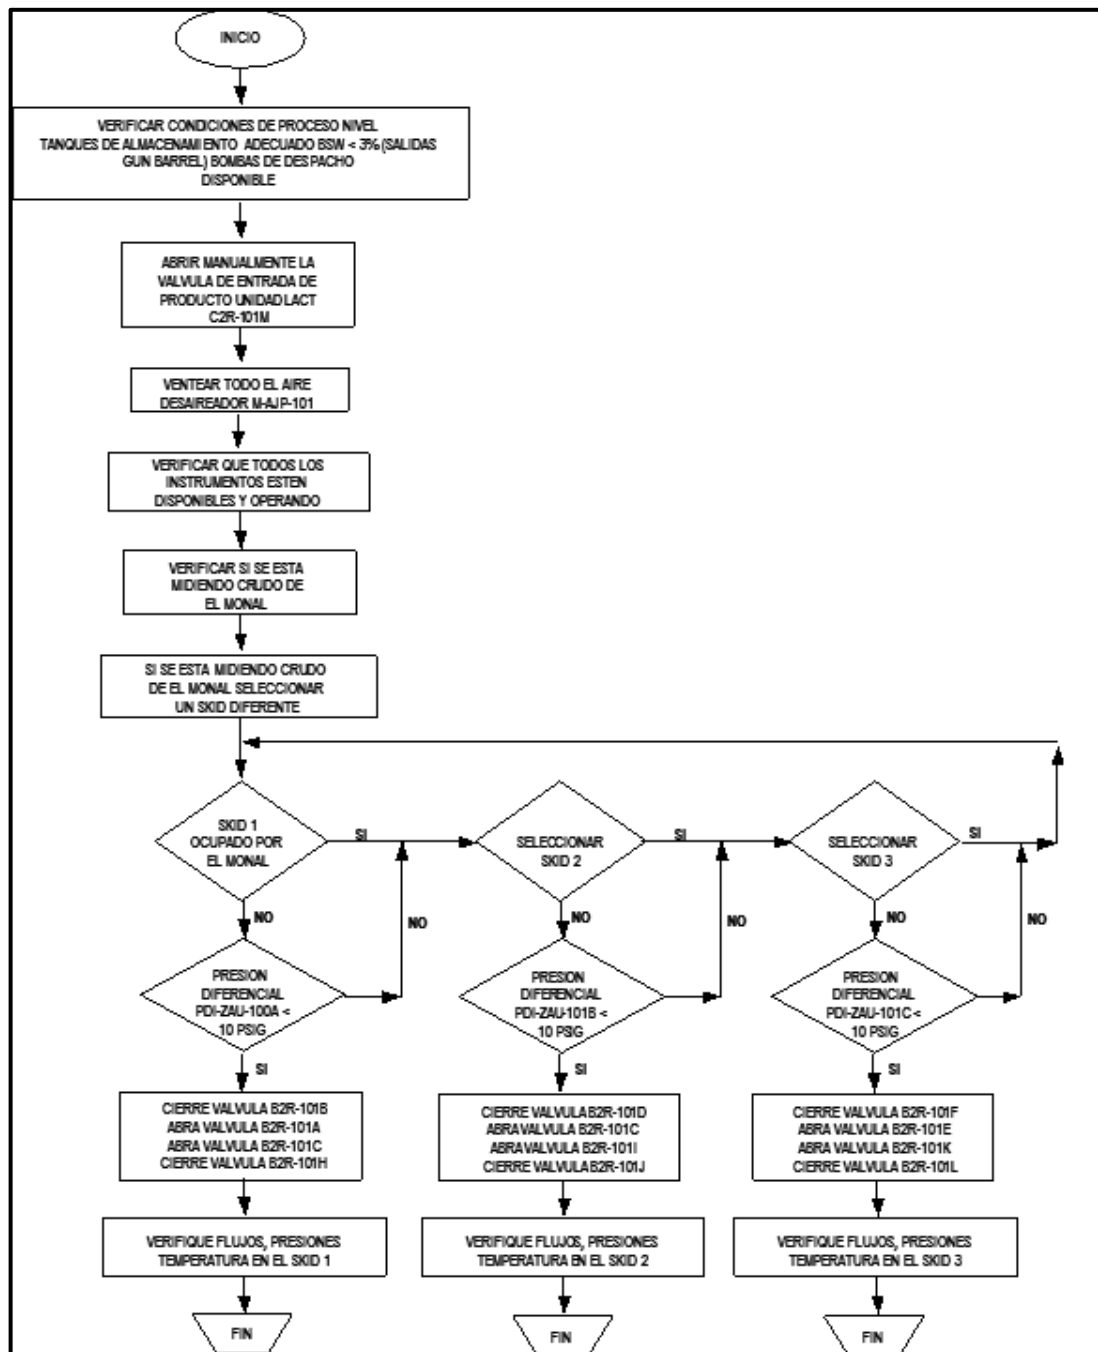 INICIO
VERIFICAR CONDICIONES DE PROCESO NIVEL
TANQUES DE ALMACENAMIENTO ADECUADO BSW < 3% (SALIDAS
GUN BARREL) BOMBAS DE DESPACHO
DISPONIBLE
ABRIR MANUALMENTE LA
VALVULA DE ENTRADA DE
PRODUCTO UNIDAD LACT
C2R-101M
VENTEAR TODO EL AIRE
DESAIREADOR M-AJP-101
VERIFICAR QUE TODOS LOS
INSTRUMENTOS ESTEN
DISPONIBLES Y OPERANDO
VERIFICAR SI SE ESTA
MIDIENDO CRUDO DE
EL MONAL
SI SE ESTA MIDIENDO CRUDO
DE EL MONAL SELECCIONAR
UN SKID DIFERENTE
SKID 1
OCUPADO POR
EL MONAL
SI
SELECCIONAR
SKID 2
SI
SELECCIONAR
SKID 3
SI
NO
NO
NO
NO
NO
NO
PRESION
DIFERENCIAL
PDI-ZAU-100A <
10 PSIG
PRESION
DIFERENCIAL
PDI-ZAU-101B <
10 PSIG
PRESION
DIFERENCIAL
PDI-ZAU-101C <
10 PSIG
SI
SI
SI
CIERRE VALVULA B2R-101B
ABRA VALVULA B2R-101A
ABRA VALVULA B2R-101C
CIERRE VALVULA B2R-101H
CIERRE VALVULA B2R-101D
ABRA VALVULA B2R-101C
ABRA VALVULA B2R-101I
CIERRE VALVULA B2R-101J
CIERRE VALVULA B2R-101F
ABRA VALVULA B2R-101E
ABRA VALVULA B2R-101K
CIERRE VALVULA B2R-101L
VERIFIQUE FLUJOS, PRESIONES
TEMPERATURA EN EL SKID 1
VERIFIQUE FLUJOS, PRESIONES
TEMPERATURA EN EL SKID 2
VERIFIQUE FLUJOS, PRESIONES
TEMPERATURA EN EL SKID 3
FIN
FIN
FIN